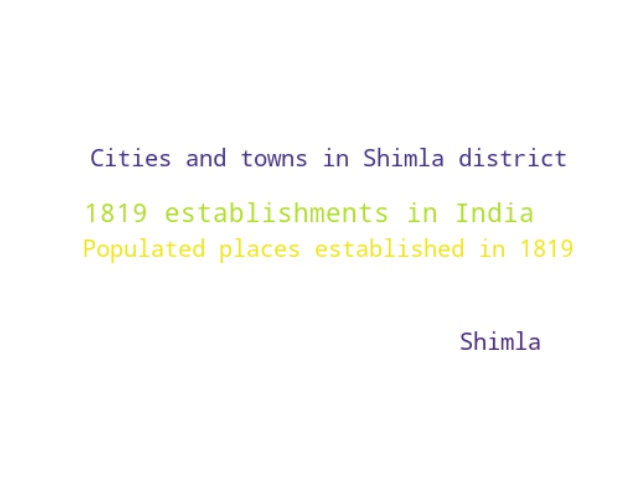 Cities and towns in Shimla district
1819 establishments in India
Populated places established in 1819
Shimla